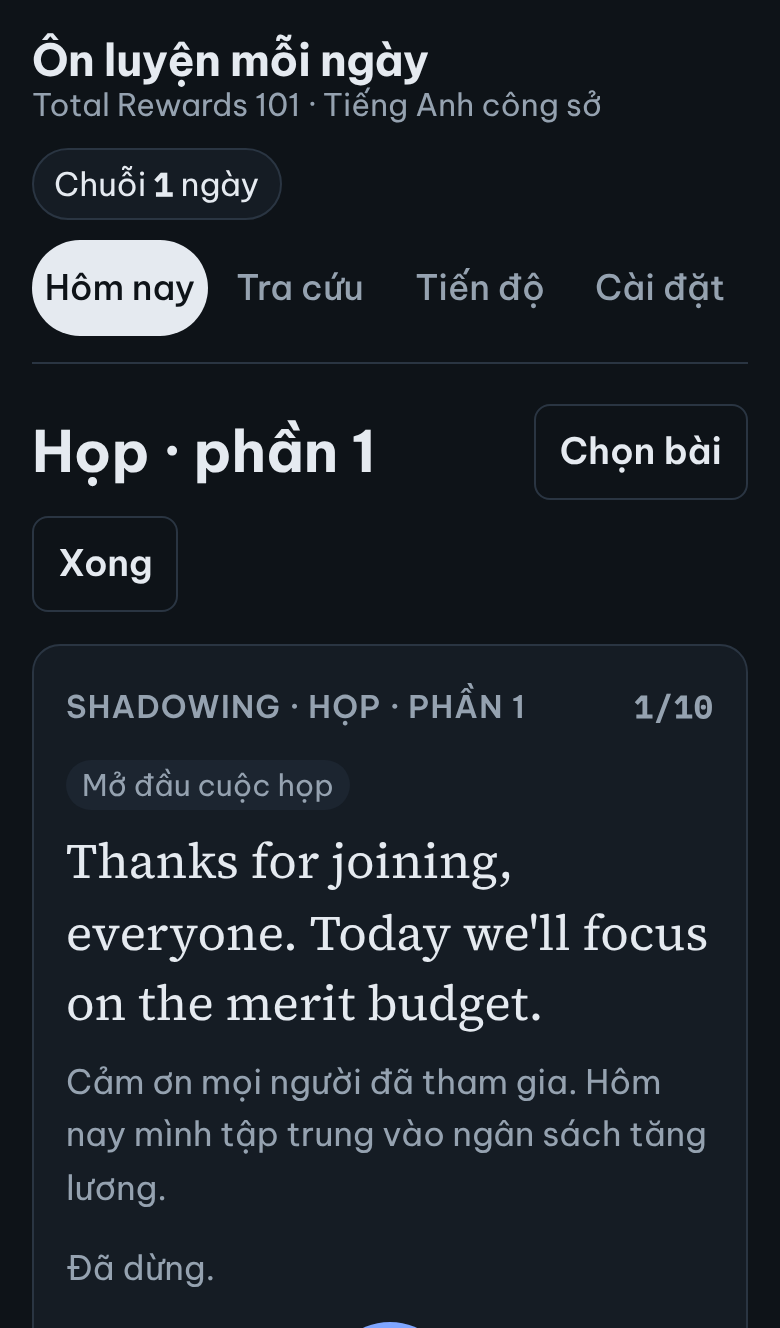 Ôn luyện mỗi ngày
Total Rewards 101 · Tiếng Anh công sở
Chuỗi 1 ngày
Hôm nay Tra cứu Tiến độ Cài đặt
Họp · phần 1 Chọn bài
Xong
SHADOWING · HỌP · PHẦN 1 1/10
Mở đầu cuộc họp
Thanks for joining,
everyone. Today we'll focus
on the merit budget.
Cảm ơn mọi người đã tham gia. Hôm
nay mình tập trung vào ngân sách tăng
lương.
Đã dừng.